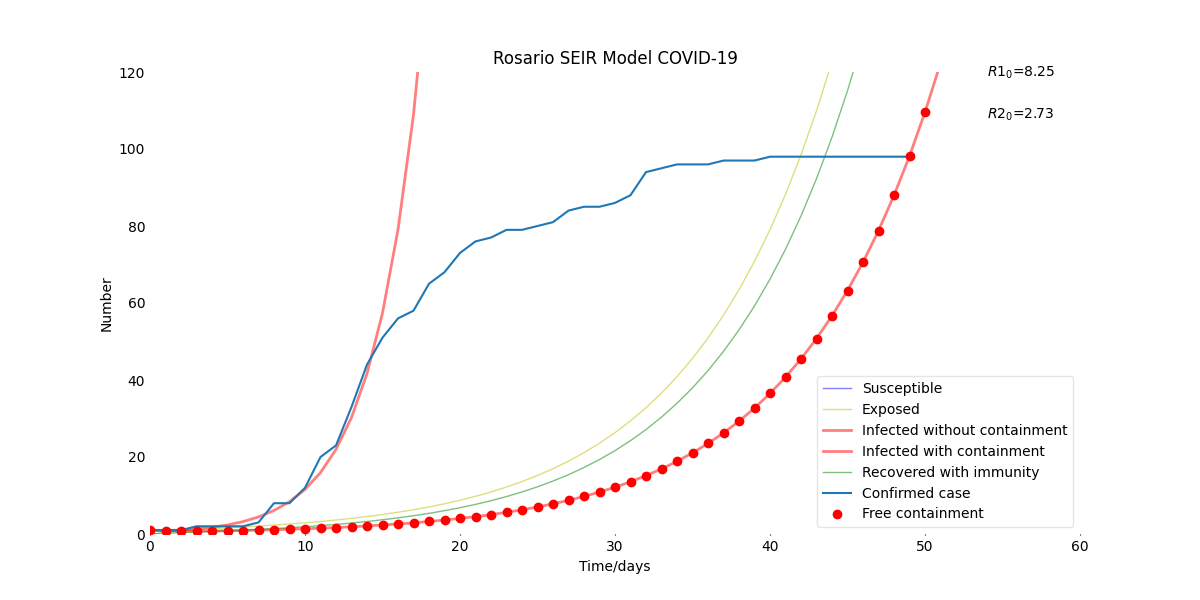 Rosario SEIR Model COVID-19
R1₀=8.25
R2₀=2.73
120
100
80
60
40
20
0
Number
0 10 20 30 40 50 60
Time/days
Susceptible
Exposed
Infected without containment
Infected with containment
Recovered with immunity
Confirmed case
Free containment